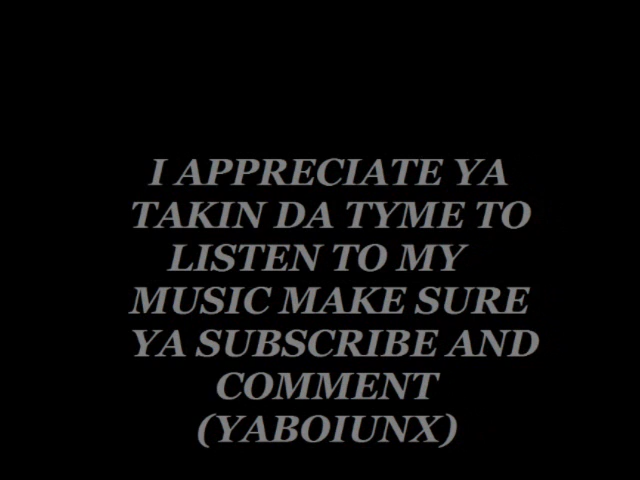 I APPRECIATE YA
TAKIN DA TYME TO
LISTEN TO MY
MUSIC MAKE SURE
YA SUBSCRIBE AND
COMMENT
(YABOIUNX)